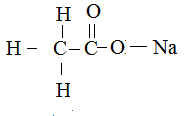 H O
H – C – C – O – Na
H